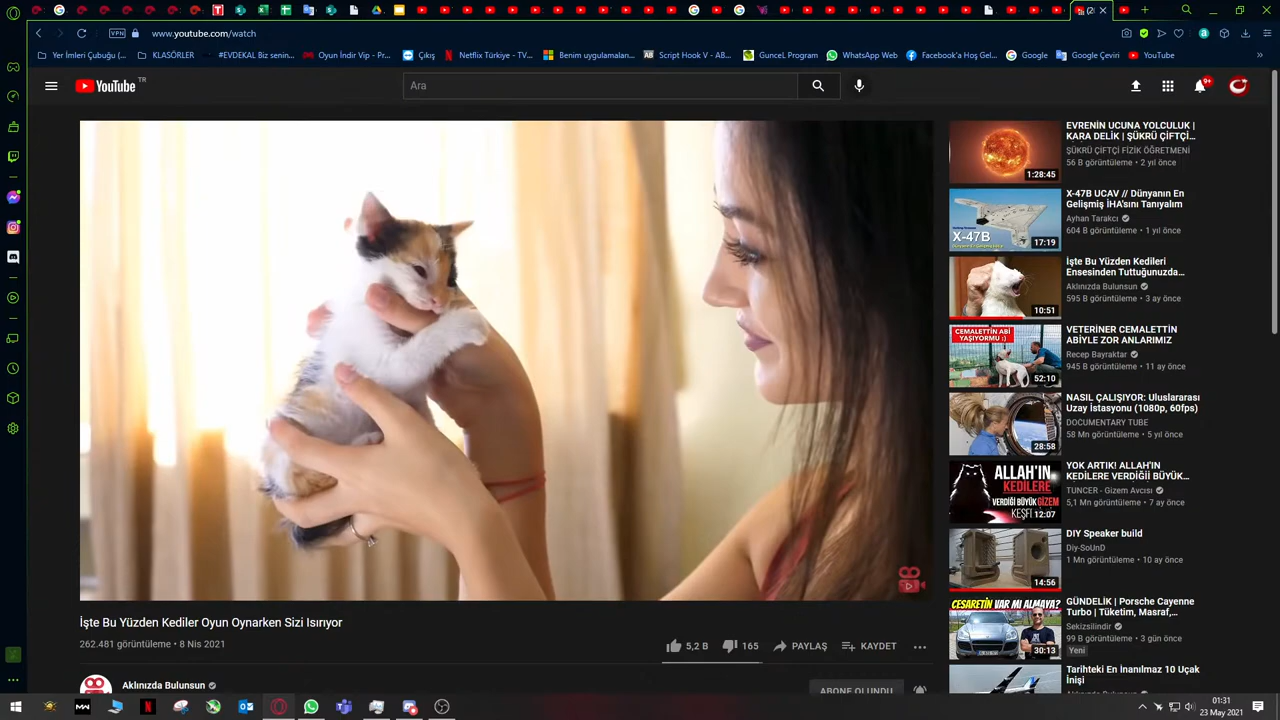 VPN
www.youtube.com/watch
Yer İmleri Çubuğu (...
KLASÖRLER
#EVDEKAL Biz senin...
Oyun İndir Vip - Pr...
Çıkış
Netflix Türkiye - TV...
Benim uygulamaları...
Script Hook V - AB...
GunceL Program
WhatsApp Web
Facebook'a Hoş Gel...
Google
Google Çeviri
YouTube
YouTube TR
Ara
9+
EVRENİN UCUNA YOLCULUK |
KARA DELİK | ŞÜKRÜ ÇİFTÇİ...
ŞÜKRÜ ÇİFTÇİ FİZİK ÖĞRETMENİ
56 B görüntüleme • 2 yıl önce
1:28:45
X-47B UCAV // Dünyanın En
Gelişmiş İHA'sını Tanıyalım
Ayhan Tarakcı
604 B görüntüleme • 1 yıl önce
X-47B
17:19
İşte Bu Yüzden Kedileri
Ensesinden Tuttuğunuzda...
Aklınızda Bulunsun
595 B görüntüleme • 3 ay önce
10:51
CEMALETTİN ABİ
YAŞIYORMU :)
VETERİNER CEMALETTİN
ABİYLE ZOR ANLARIMIZ
Recep Bayraktar
945 B görüntüleme • 11 ay önce
52:10
NASIL ÇALIŞIYOR: Uluslararası
Uzay İstasyonu (1080p, 60fps)
DOCUMENTARY TUBE
58 Mn görüntüleme • 5 yıl önce
28:58
ALLAH'IN
KEDİLERE
VERDİĞİ BÜYÜK GİZEM
KEŞFİ
12:07
YOK ARTIK! ALLAH'IN
KEDİLERE VERDİĞİİ BÜYÜK...
TUNCER - Gizem Avcısı
5,1 Mn görüntüleme • 7 ay önce
DIY Speaker build
Diy-SoUnD
1 Mn görüntüleme • 10 ay önce
14:56
CESARETİN VAR MI ALMAYA?
30:13
GÜNDELİK | Porsche Cayenne
Turbo | Tüketim, Masraf,...
Sekizsilindir
99 B görüntüleme • 3 gün önce
Yeni
Tarihteki En İnanılmaz 10 Uçak
İnişi
İşte Bu Yüzden Kediler Oyun Oynarken Sizi Isırıyor
262.481 görüntüleme • 8 Nis 2021
5,2 B
165
PAYLAŞ
KAYDET
Aklınızda Bulunsun
ABONE OLUNDU
01:31
23 May 2021